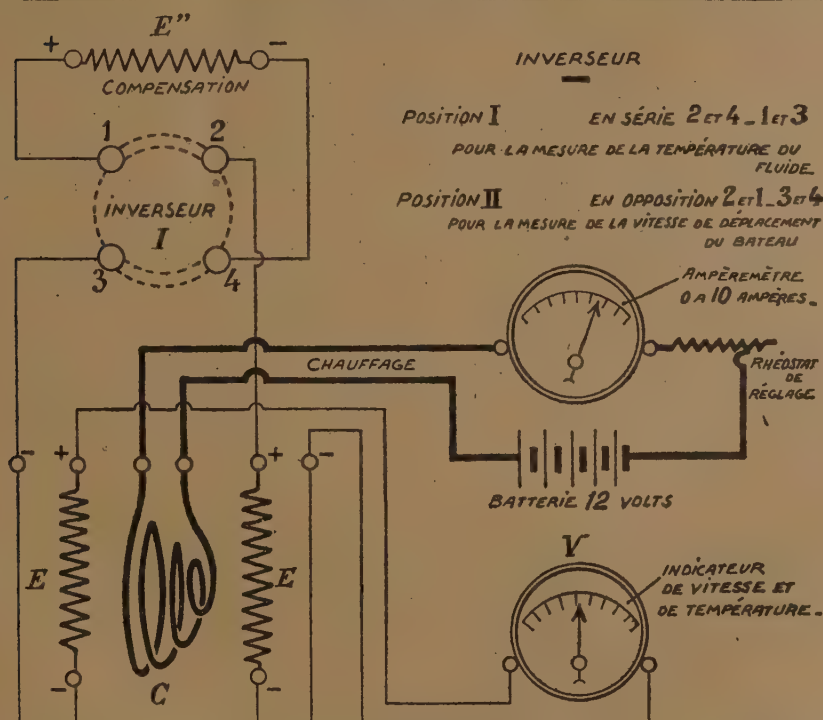 E”
+ -
COMPENSATION
1 2
INVERSEUR
I
3 4
INVERSEUR
POSITION I EN SÉRIE 2 ET 4 _ 1 ET 3
POUR LA MESURE DE LA TEMPÉRATURE DU
FLUIDE_
POSITION II EN OPPOSITION 2 ET 1 _ 3 ET 4
POUR LA MESURE DE LA VITESSE DE DÉPLACEMENT
DU BATEAU
AMPÈREMÈTRE
0 A 10 AMPÈRES_
CHAUFFAGE
RHÉOSTAT
DE
RÉGLAGE
- + + -
BATTERIE 12 VOLTS
E E
C
- -
V
INDICATEUR
DE VITESSE ET
DE TEMPÉRATURE_